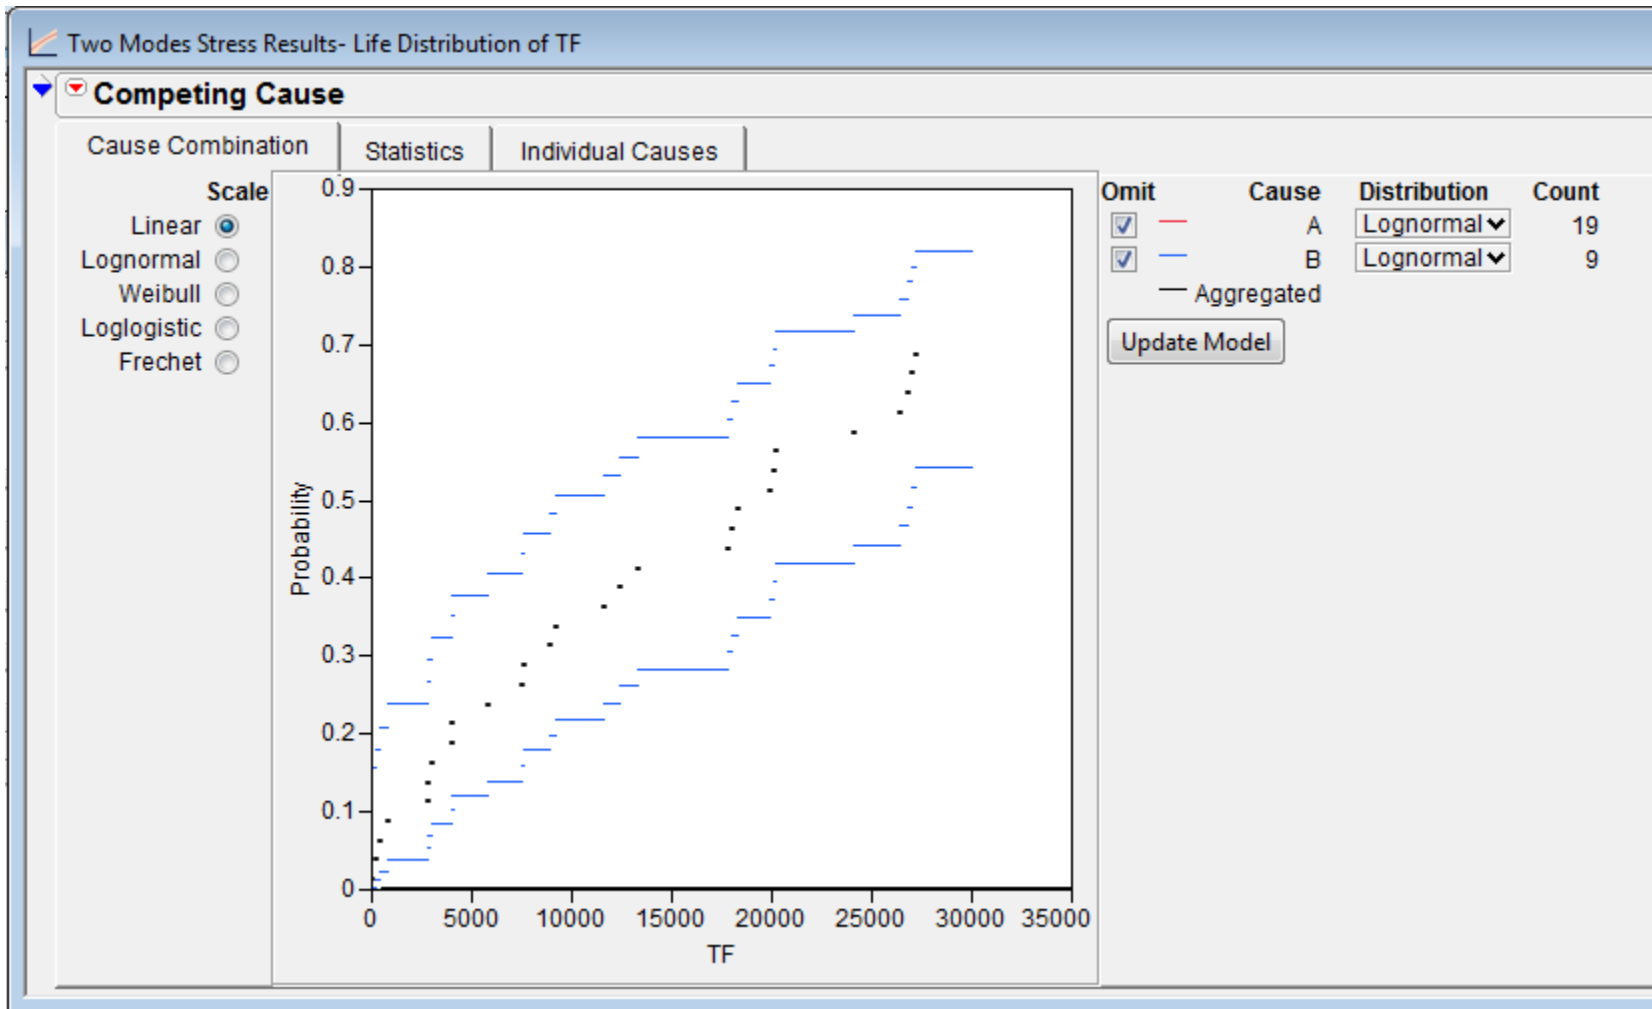 Two Modes Stress Results- Life Distribution of TF
Competing Cause
Cause Combination
Statistics
Individual Causes
Scale
Linear
Lognormal
Weibull
Loglogistic
Frechet
Probability
0.9
0.8
0.7
0.6
0.5
0.4
0.3
0.2
0.1
0
0 5000 10000 15000 20000 25000 30000 35000
TF
Omit Cause Distribution Count
A Lognormal 19
B Lognormal 9
Aggregated
Update Model